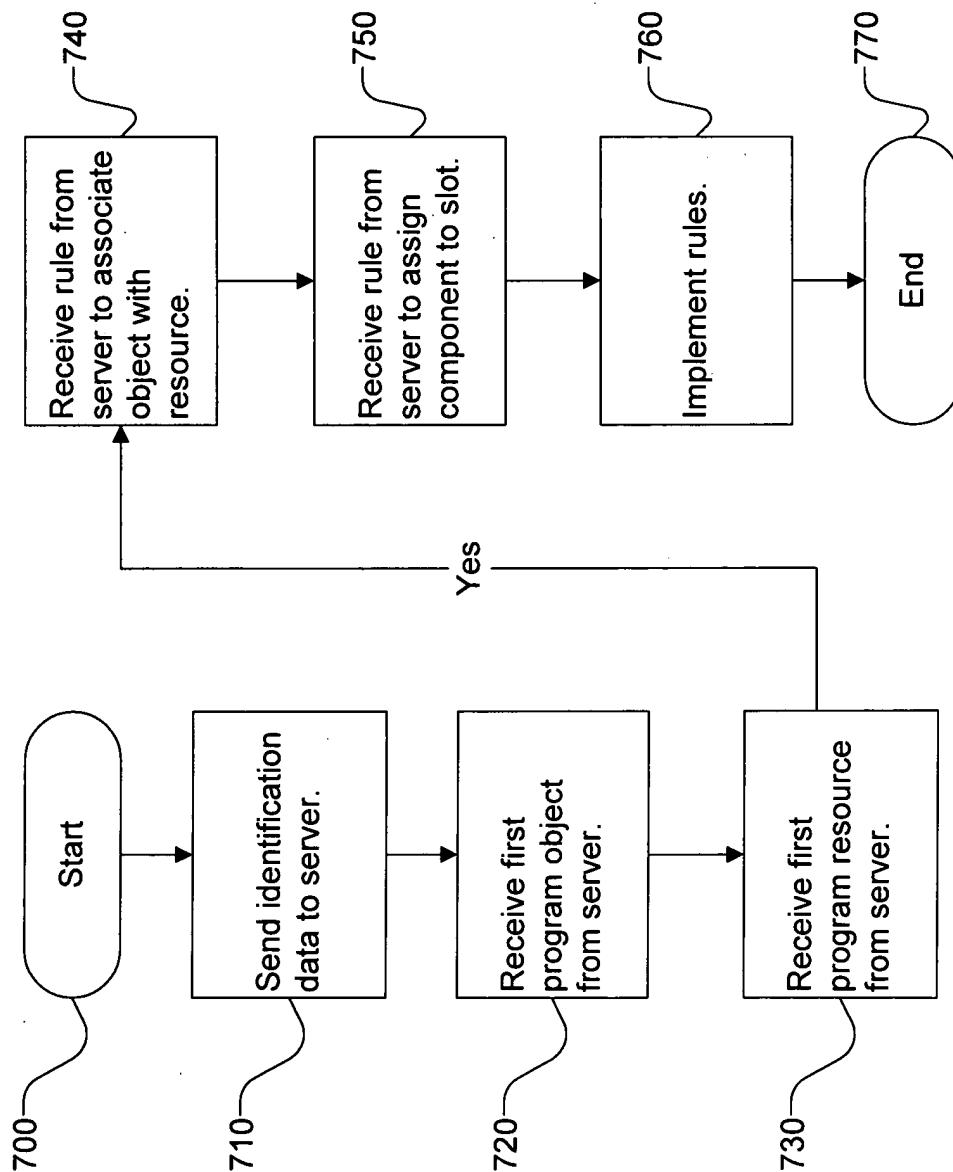 700
Start
710
Send identification
data to server.
720
Receive first
program object
from server.
730
Receive first
program resource
from server.
Yes
740
Receive rule from
server to associate
object with
resource.
750
Receive rule from
server to assign
component to slot.
760
Implement rules.
770
End